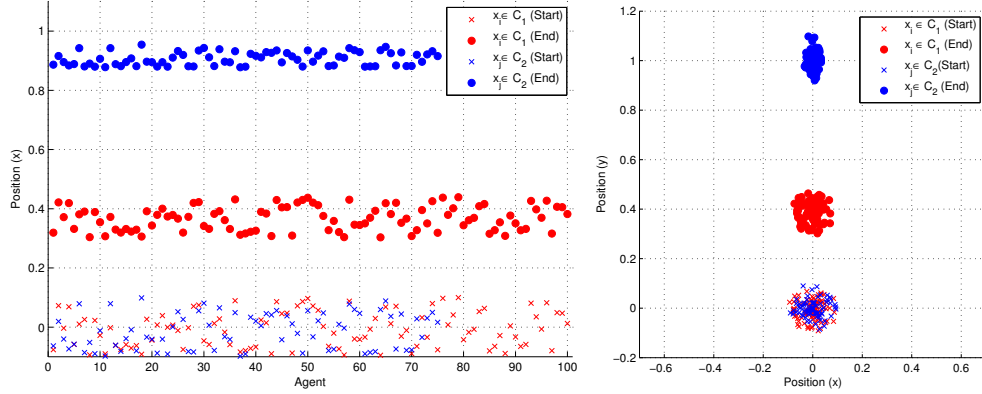 x_i ∈ C_1 (Start)
x_i ∈ C_1 (End)
x_j ∈ C_2 (Start)
x_j ∈ C_2 (End)
1
0.8
0.6
0.4
0.2
0
Position (x)
0 10 20 30 40 50 60 70 80 90 100
Agent
x_i ∈ C_1 (Start)
x_i ∈ C_1 (End)
x_j ∈ C_2 (Start)
x_j ∈ C_2 (End)
1.2
1
0.8
0.6
0.4
0.2
0
−0.2
Position (y)
−0.6 −0.4 −0.2 0 0.2 0.4 0.6
Position (x)